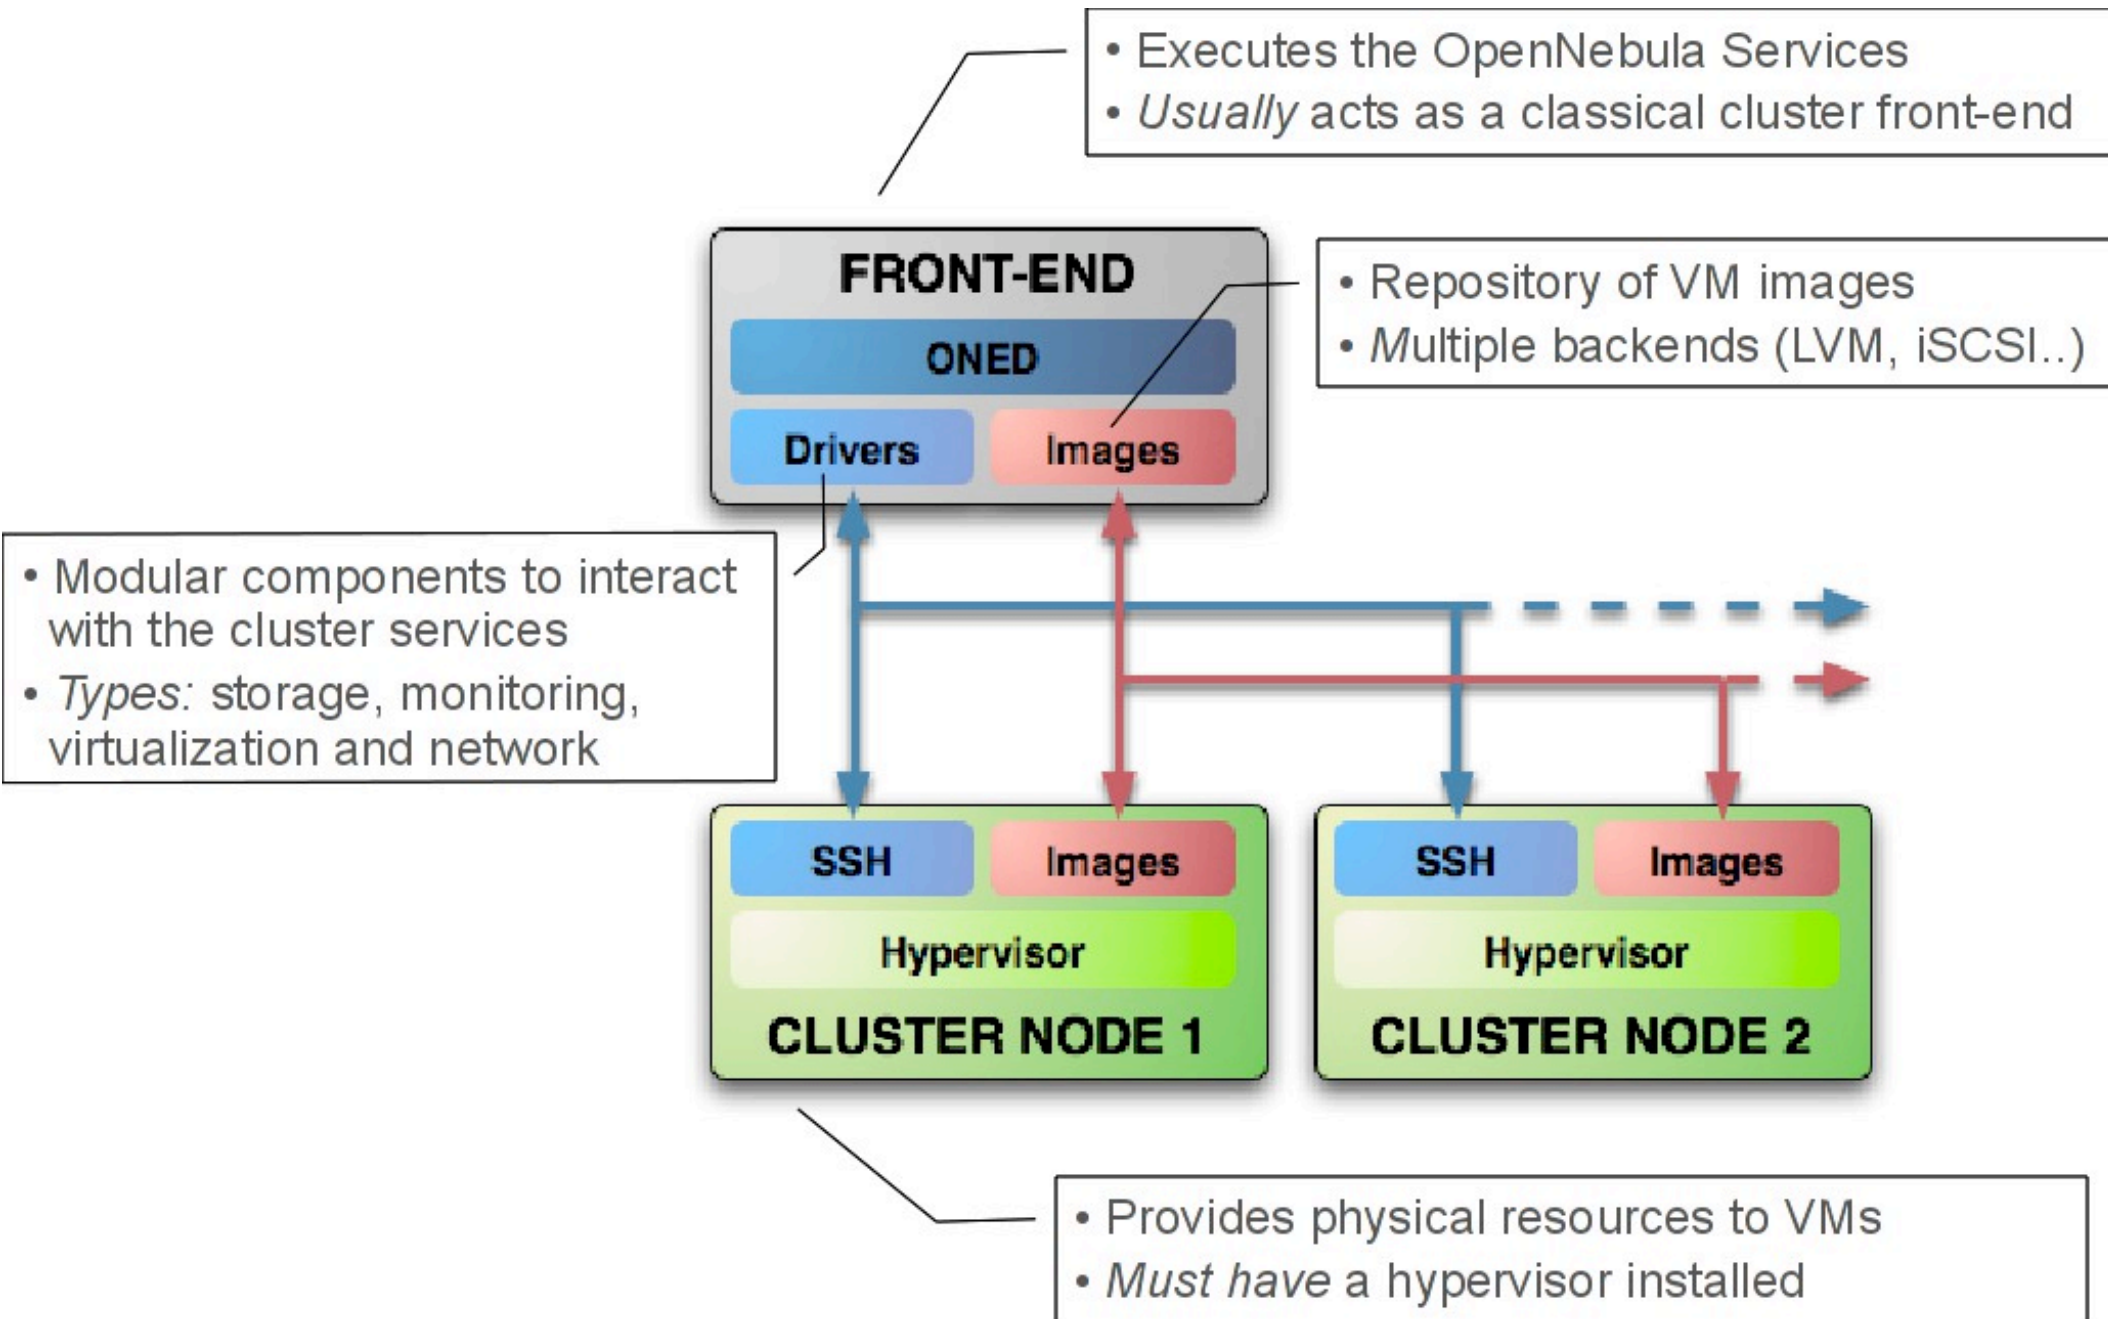 • Executes the OpenNebula Services
• Usually acts as a classical cluster front-end
FRONT-END
ONED
Drivers
Images
• Repository of VM images
• Multiple backends (LVM, iSCSI..)
• Modular components to interact
with the cluster services
• Types: storage, monitoring,
virtualization and network
SSH
Images
Hypervisor
CLUSTER NODE 1
SSH
Images
Hypervisor
CLUSTER NODE 2
• Provides physical resources to VMs
• Must have a hypervisor installed